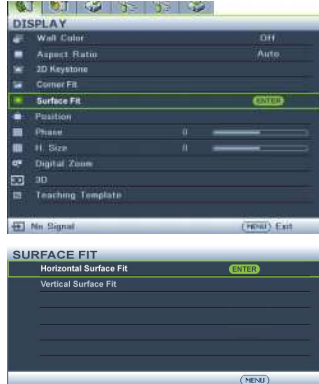 DISPLAY
Wall Color Off
Aspect Ratio Auto
2D Keystone
Corner Fit
Surface Fit ENTER
Position
Phase 0
H. Size 0
Digital Zoom
3D
Teaching Template
No Signal MENU Exit
SURFACE FIT
Horizontal Surface Fit ENTER
Vertical Surface Fit
MENU